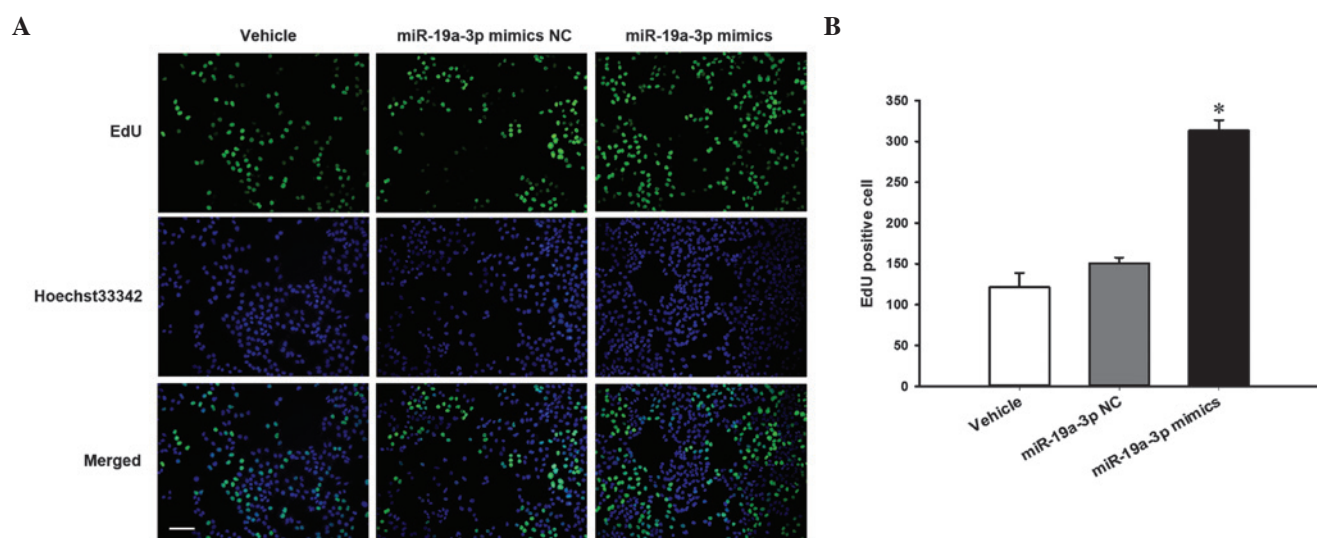 A
Vehicle
miR-19a-3p mimics NC
miR-19a-3p mimics
EdU
Hoechst33342
Merged
B
EdU positive cell
350
300
250
200
150
100
50
0
*
Vehicle
miR-19a-3p NC
miR-19a-3p mimics